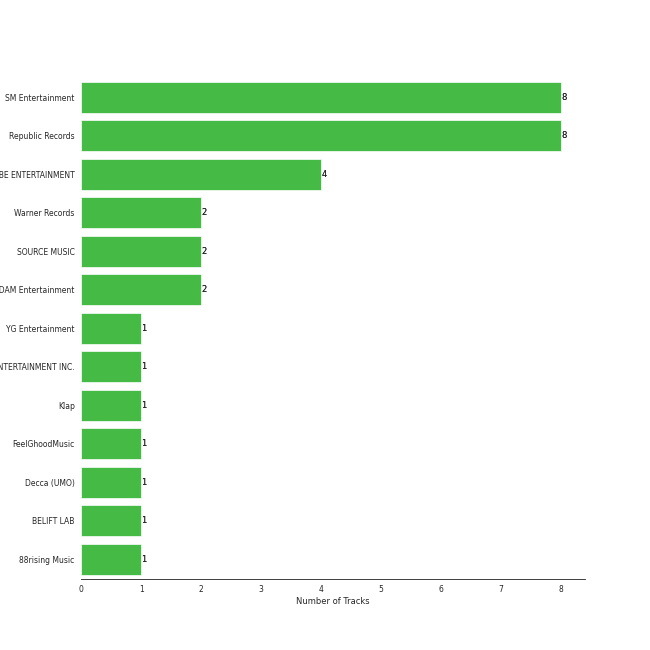 SM Entertainment 8
Republic Records 8
BE ENTERTAINMENT 4
Warner Records 2
SOURCE MUSIC 2
DAM Entertainment 2
YG Entertainment 1
NTERTAINMENT INC. 1
Klap 1
FeelGhoodMusic 1
Decca (UMO) 1
BELIFT LAB 1
88rising Music 1
0 1 2 3 4 5 6 7 8
Number of Tracks